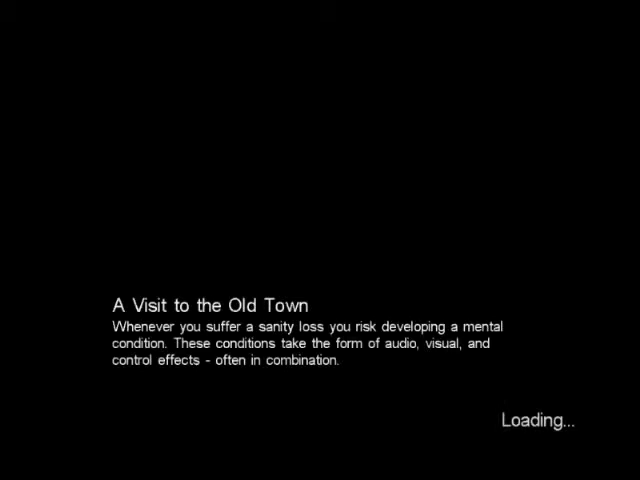 A Visit to the Old Town
Whenever you suffer a sanity loss you risk developing a mental
condition. These conditions take the form of audio, visual, and
control effects - often in combination.
Loading...